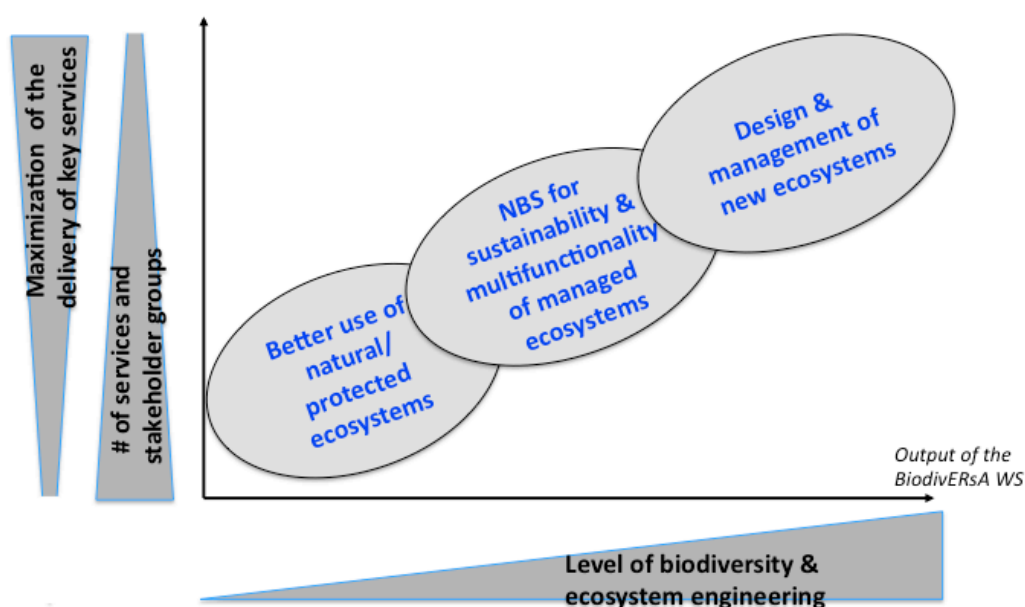 Maximization of the
delivery of key services
# of services and
stakeholder groups
Better use of
natural/
protected
ecosystems
NBS for
sustainability &
multifunctionality
of managed
ecosystems
Design &
management of
new ecosystems
Output of the
BiodivERsA WS
Level of biodiversity &
ecosystem engineering